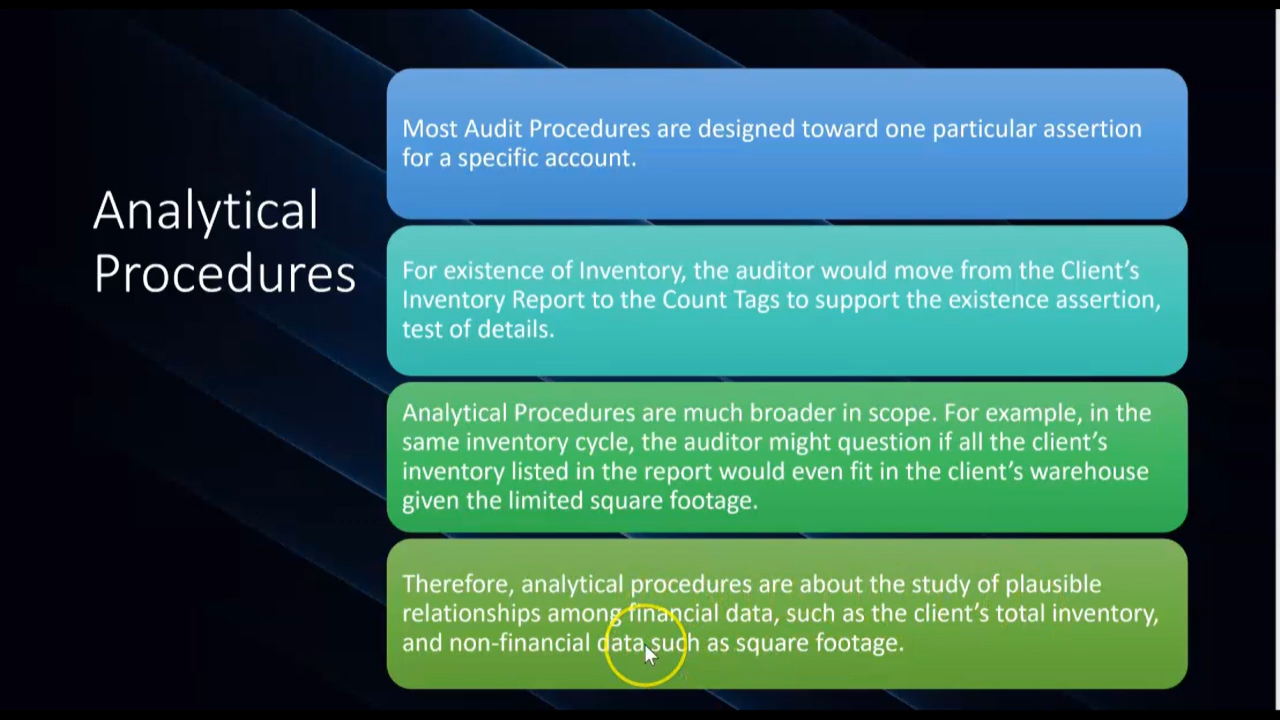 Analytical
Procedures
Most Audit Procedures are designed toward one particular assertion
for a specific account.
For existence of Inventory, the auditor would move from the Client’s
Inventory Report to the Count Tags to support the existence assertion,
test of details.
Analytical Procedures are much broader in scope. For example, in the
same inventory cycle, the auditor might question if all the client’s
inventory listed in the report would even fit in the client’s warehouse
given the limited square footage.
Therefore, analytical procedures are about the study of plausible
relationships among financial data, such as the client’s total inventory,
and non-financial data such as square footage.